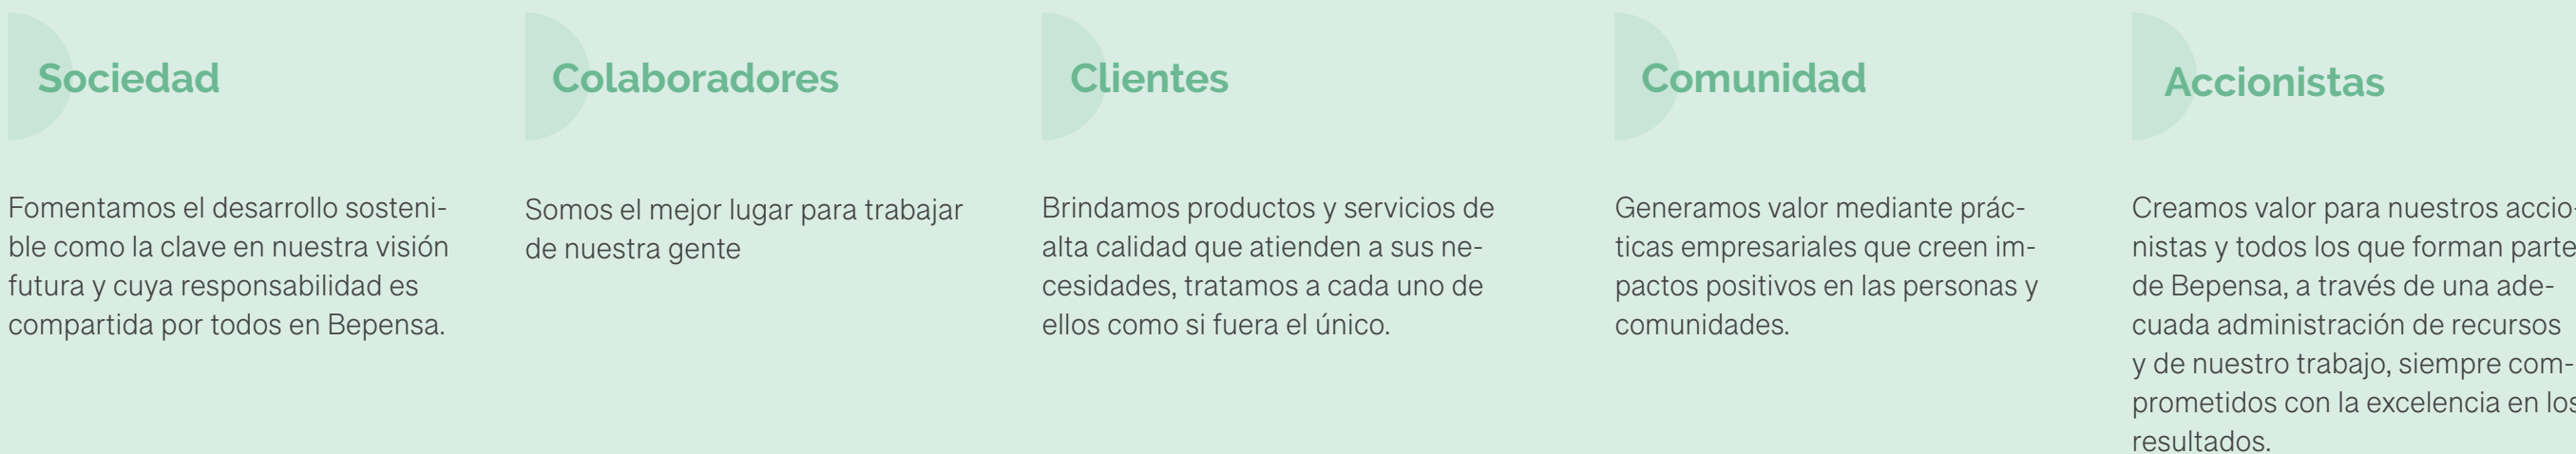 Sociedad
Fomentamos el desarrollo sosteni-
ble como la clave en nuestra visión
futura y cuya responsabilidad es
compartida por todos en Bepensa.
Colaboradores
Somos el mejor lugar para trabajar
de nuestra gente
Clientes
Brindamos productos y servicios de
alta calidad que atienden a sus ne-
cesidades, tratamos a cada uno de
ellos como si fuera el único.
Comunidad
Generamos valor mediante prác-
ticas empresariales que creen im-
pactos positivos en las personas y
comunidades.
Accionistas
Creamos valor para nuestros accio-
nistas y todos los que forman parte
de Bepensa, a través de una ade-
cuada administración de recursos
y de nuestro trabajo, siempre com-
prometidos con la excelencia en los
resultados.